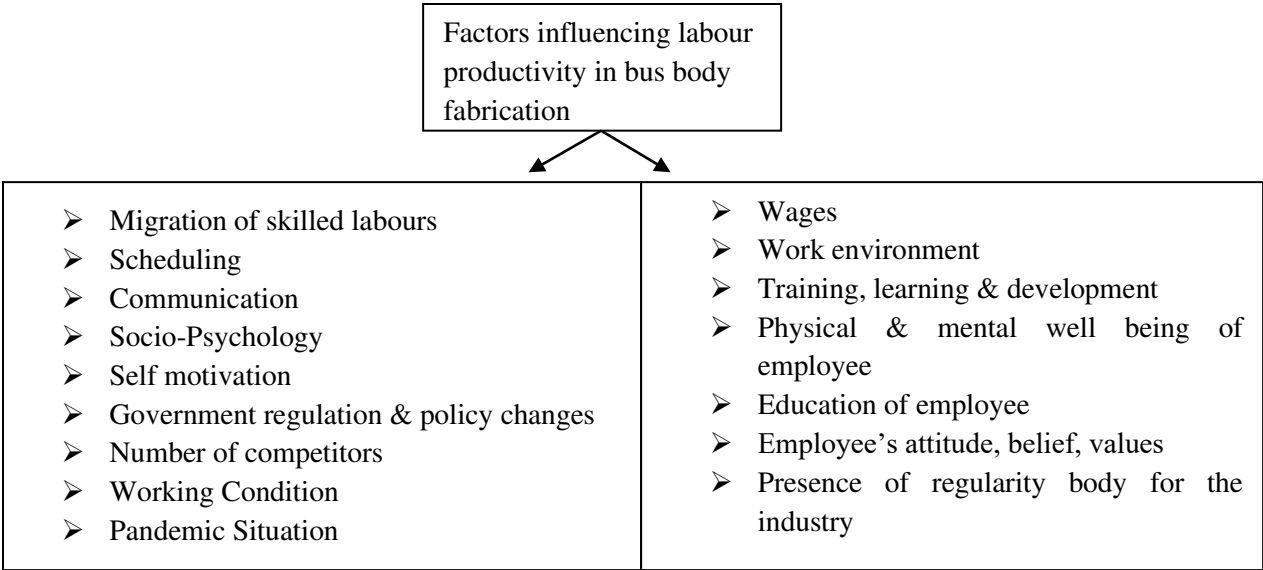 Factors influencing labour
productivity in bus body
fabrication
➢ Migration of skilled labours
➢ Scheduling
➢ Communication
➢ Socio-Psychology
➢ Self motivation
➢ Government regulation & policy changes
➢ Number of competitors
➢ Working Condition
➢ Pandemic Situation
➢ Wages
➢ Work environment
➢ Training, learning & development
➢ Physical & mental well being of
employee
➢ Education of employee
➢ Employee’s attitude, belief, values
➢ Presence of regularity body for the
industry